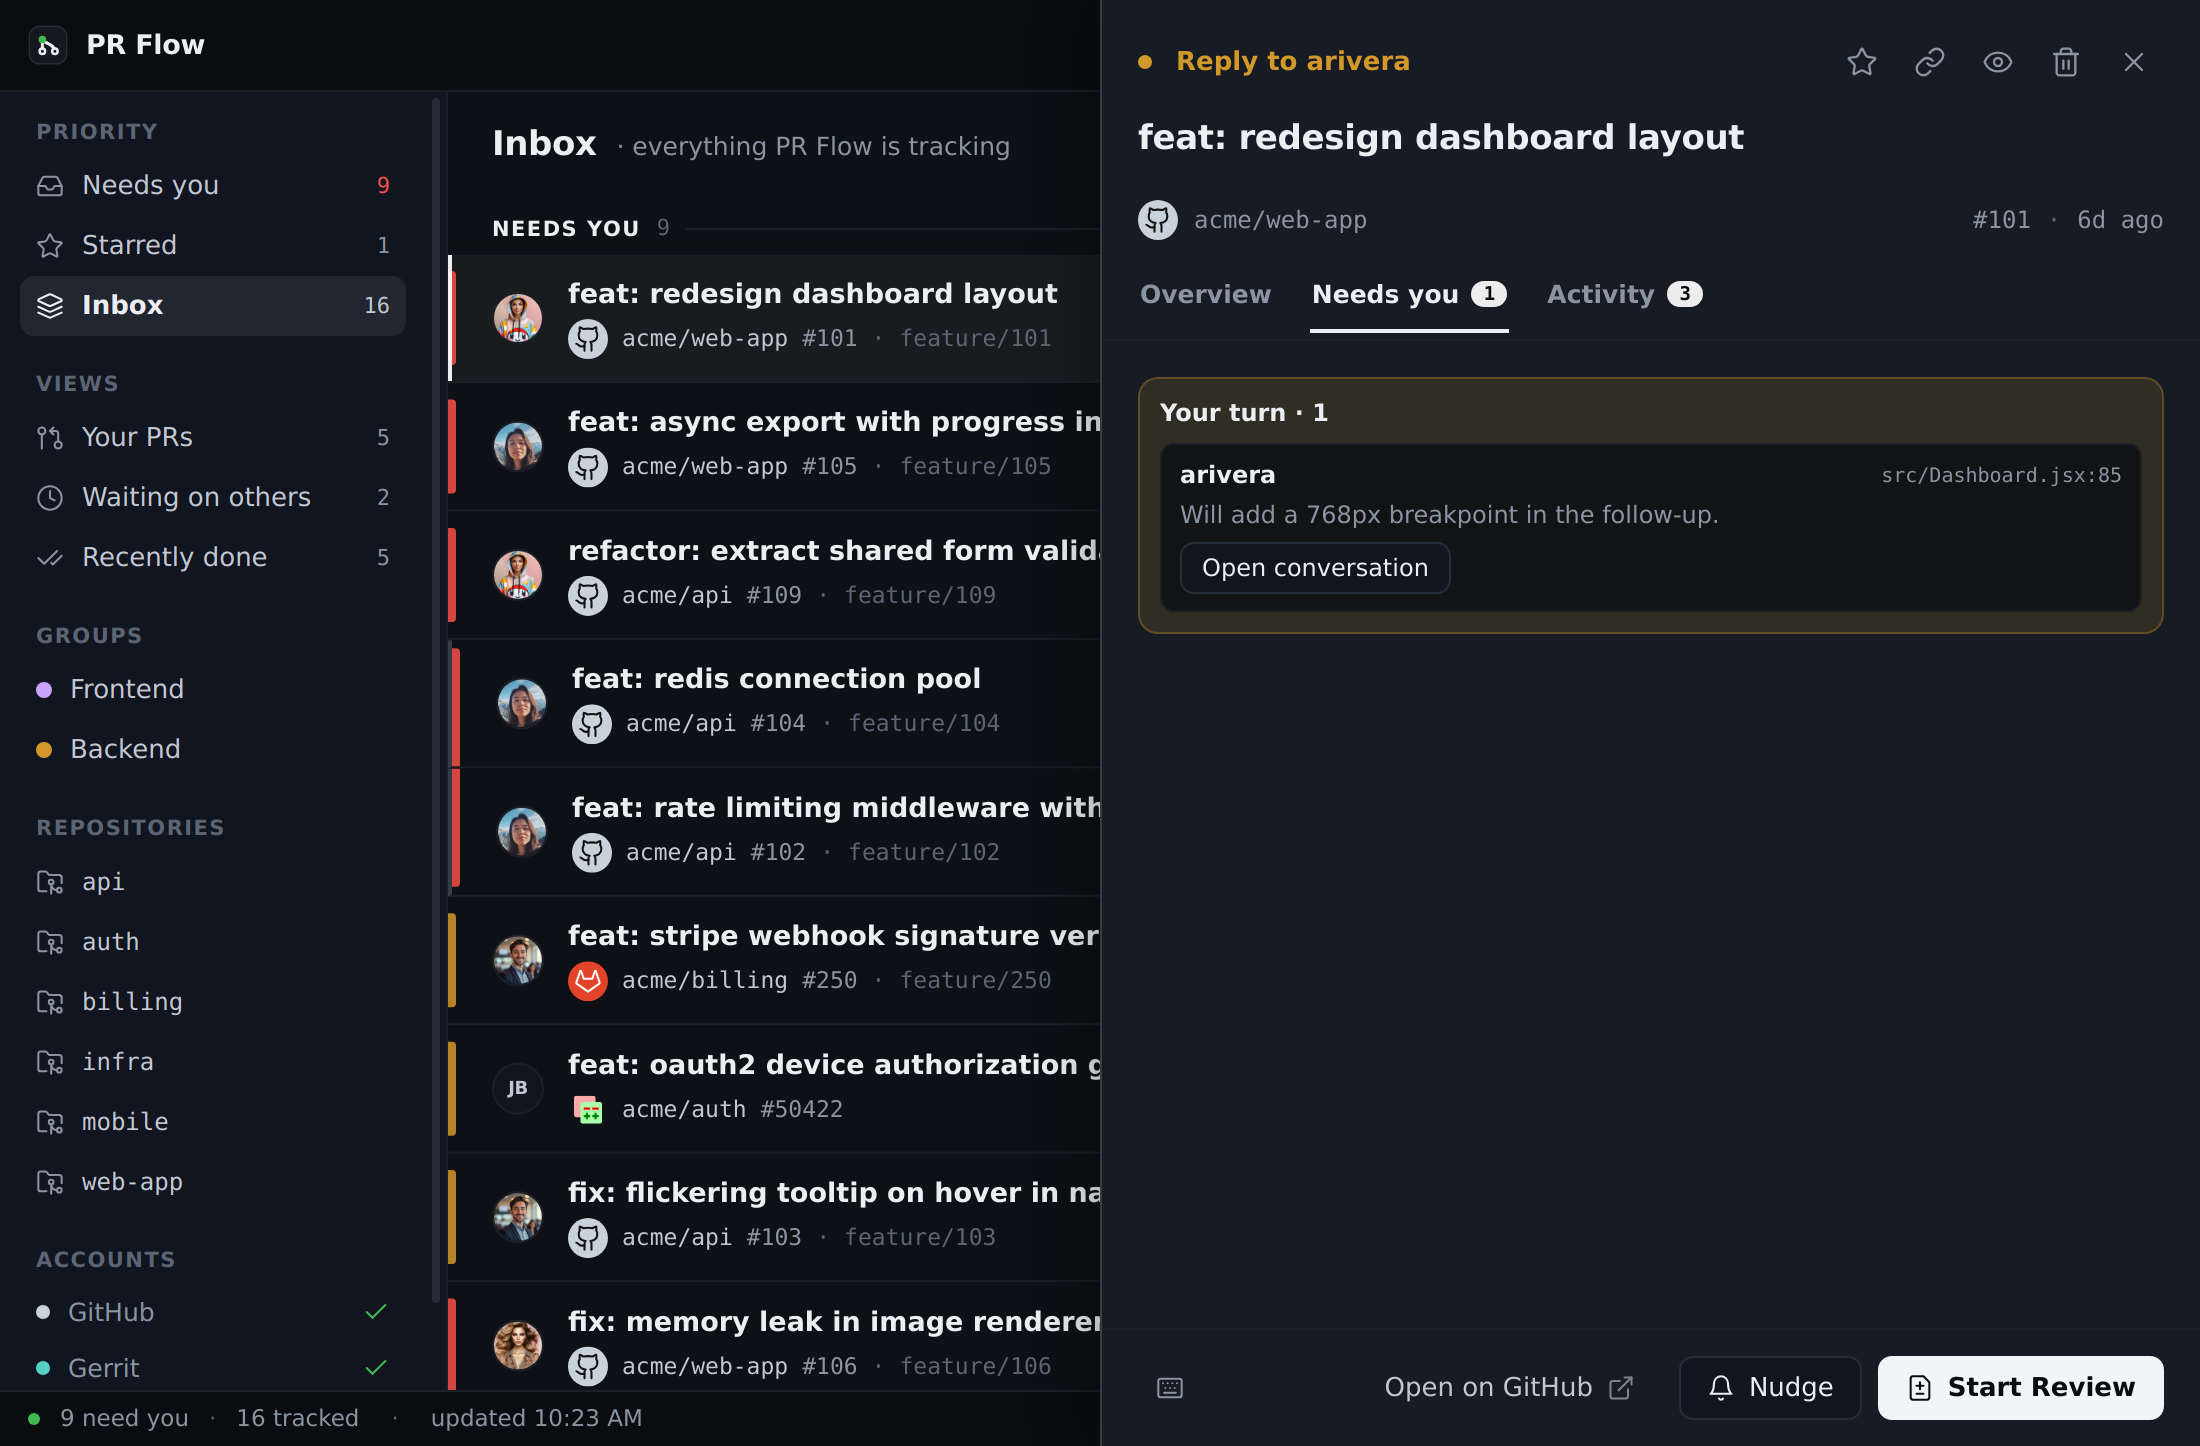 PR Flow
PRIORITY
Needs you 9
Starred 1
Inbox 16
VIEWS
Your PRs 5
Waiting on others 2
Recently done 5
GROUPS
Frontend
Backend
REPOSITORIES
api
auth
billing
infra
mobile
web-app
ACCOUNTS
GitHub
Gerrit
Inbox · everything PR Flow is tracking
NEEDS YOU 9
feat: redesign dashboard layout
acme/web-app #101 · feature/101
feat: async export with progress in
acme/web-app #105 · feature/105
refactor: extract shared form valid
acme/api #109 · feature/109
feat: redis connection pool
acme/api #104 · feature/104
feat: rate limiting middleware with
acme/api #102 · feature/102
feat: stripe webhook signature ver
acme/billing #250 · feature/250
JB
feat: oauth2 device authorization g
acme/auth #50422
fix: flickering tooltip on hover in na
acme/api #103 · feature/103
fix: memory leak in image renderer
acme/web-app #106 · feature/106
9 need you · 16 tracked · updated 10:23 AM
Reply to arivera
feat: redesign dashboard layout
acme/web-app #101 · 6d ago
Overview Needs you 1 Activity 3
Your turn · 1
arivera src/Dashboard.jsx:85
Will add a 768px breakpoint in the follow-up.
Open conversation
Open on GitHub Nudge Start Review